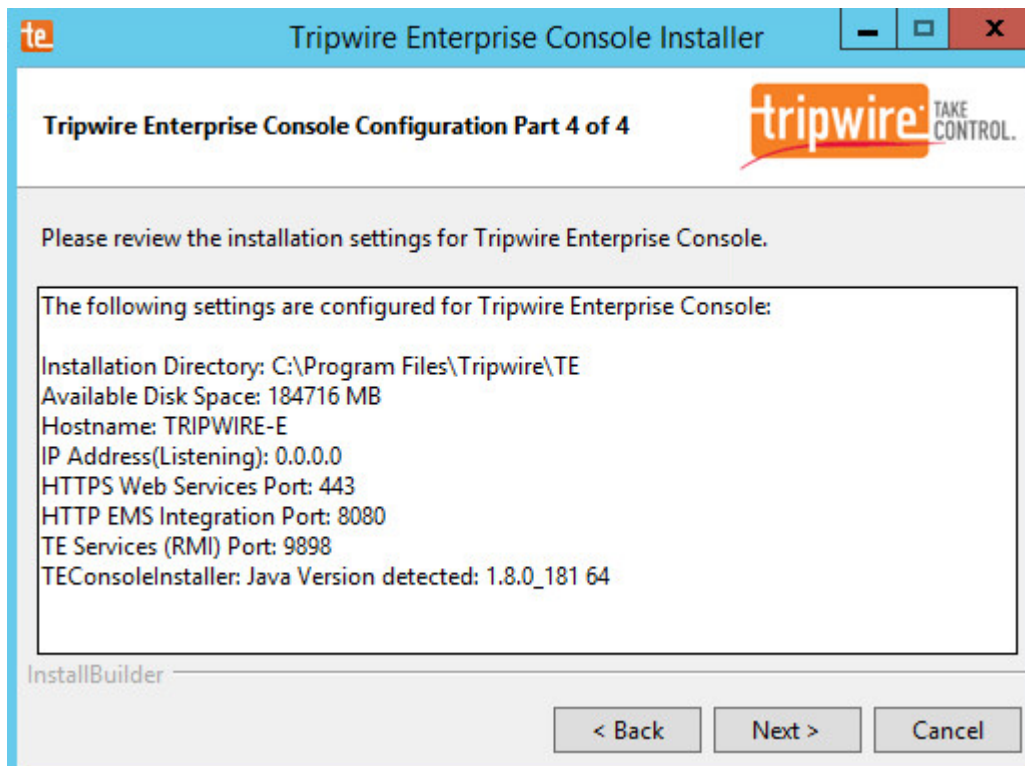 te
Tripwire Enterprise Console Installer
Tripwire Enterprise Console Configuration Part 4 of 4
tripwire
TAKE
CONTROL.
Please review the installation settings for Tripwire Enterprise Console.
The following settings are configured for Tripwire Enterprise Console:
Installation Directory: C:\Program Files\Tripwire\TE
Available Disk Space: 184716 MB
Hostname: TRIPWIRE-E
IP Address(Listening): 0.0.0.0
HTTPS Web Services Port: 443
HTTP EMS Integration Port: 8080
TE Services (RMI) Port: 9898
TEConsoleInstaller: Java Version detected: 1.8.0_181 64
InstallBuilder
< Back
Next >
Cancel